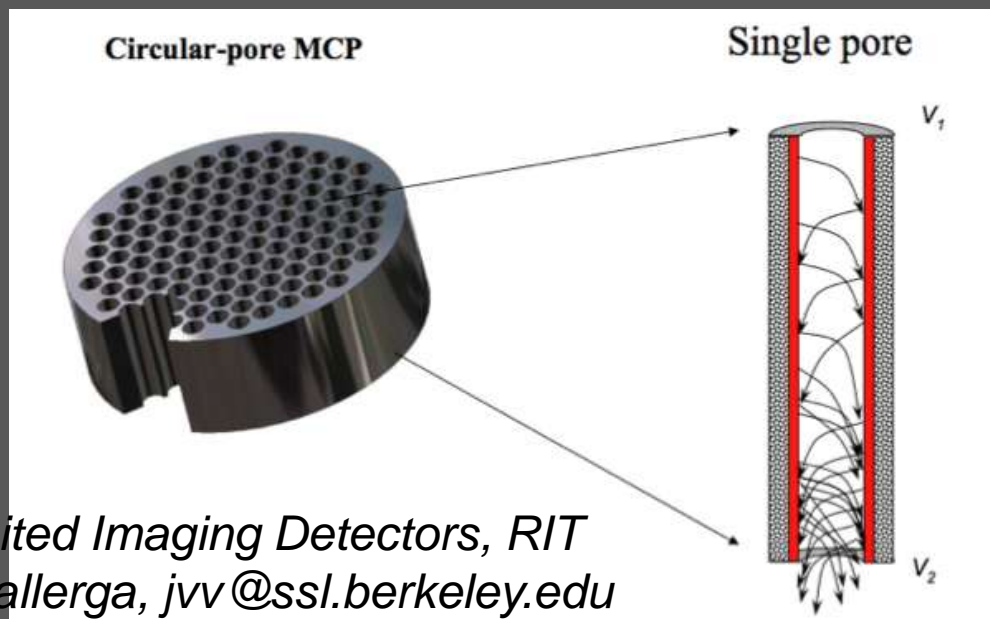 Circular-pore MCP
Single pore
V₁
V₂
ited Imaging Detectors, RIT
allerga, jvv@ssl.berkeley.edu